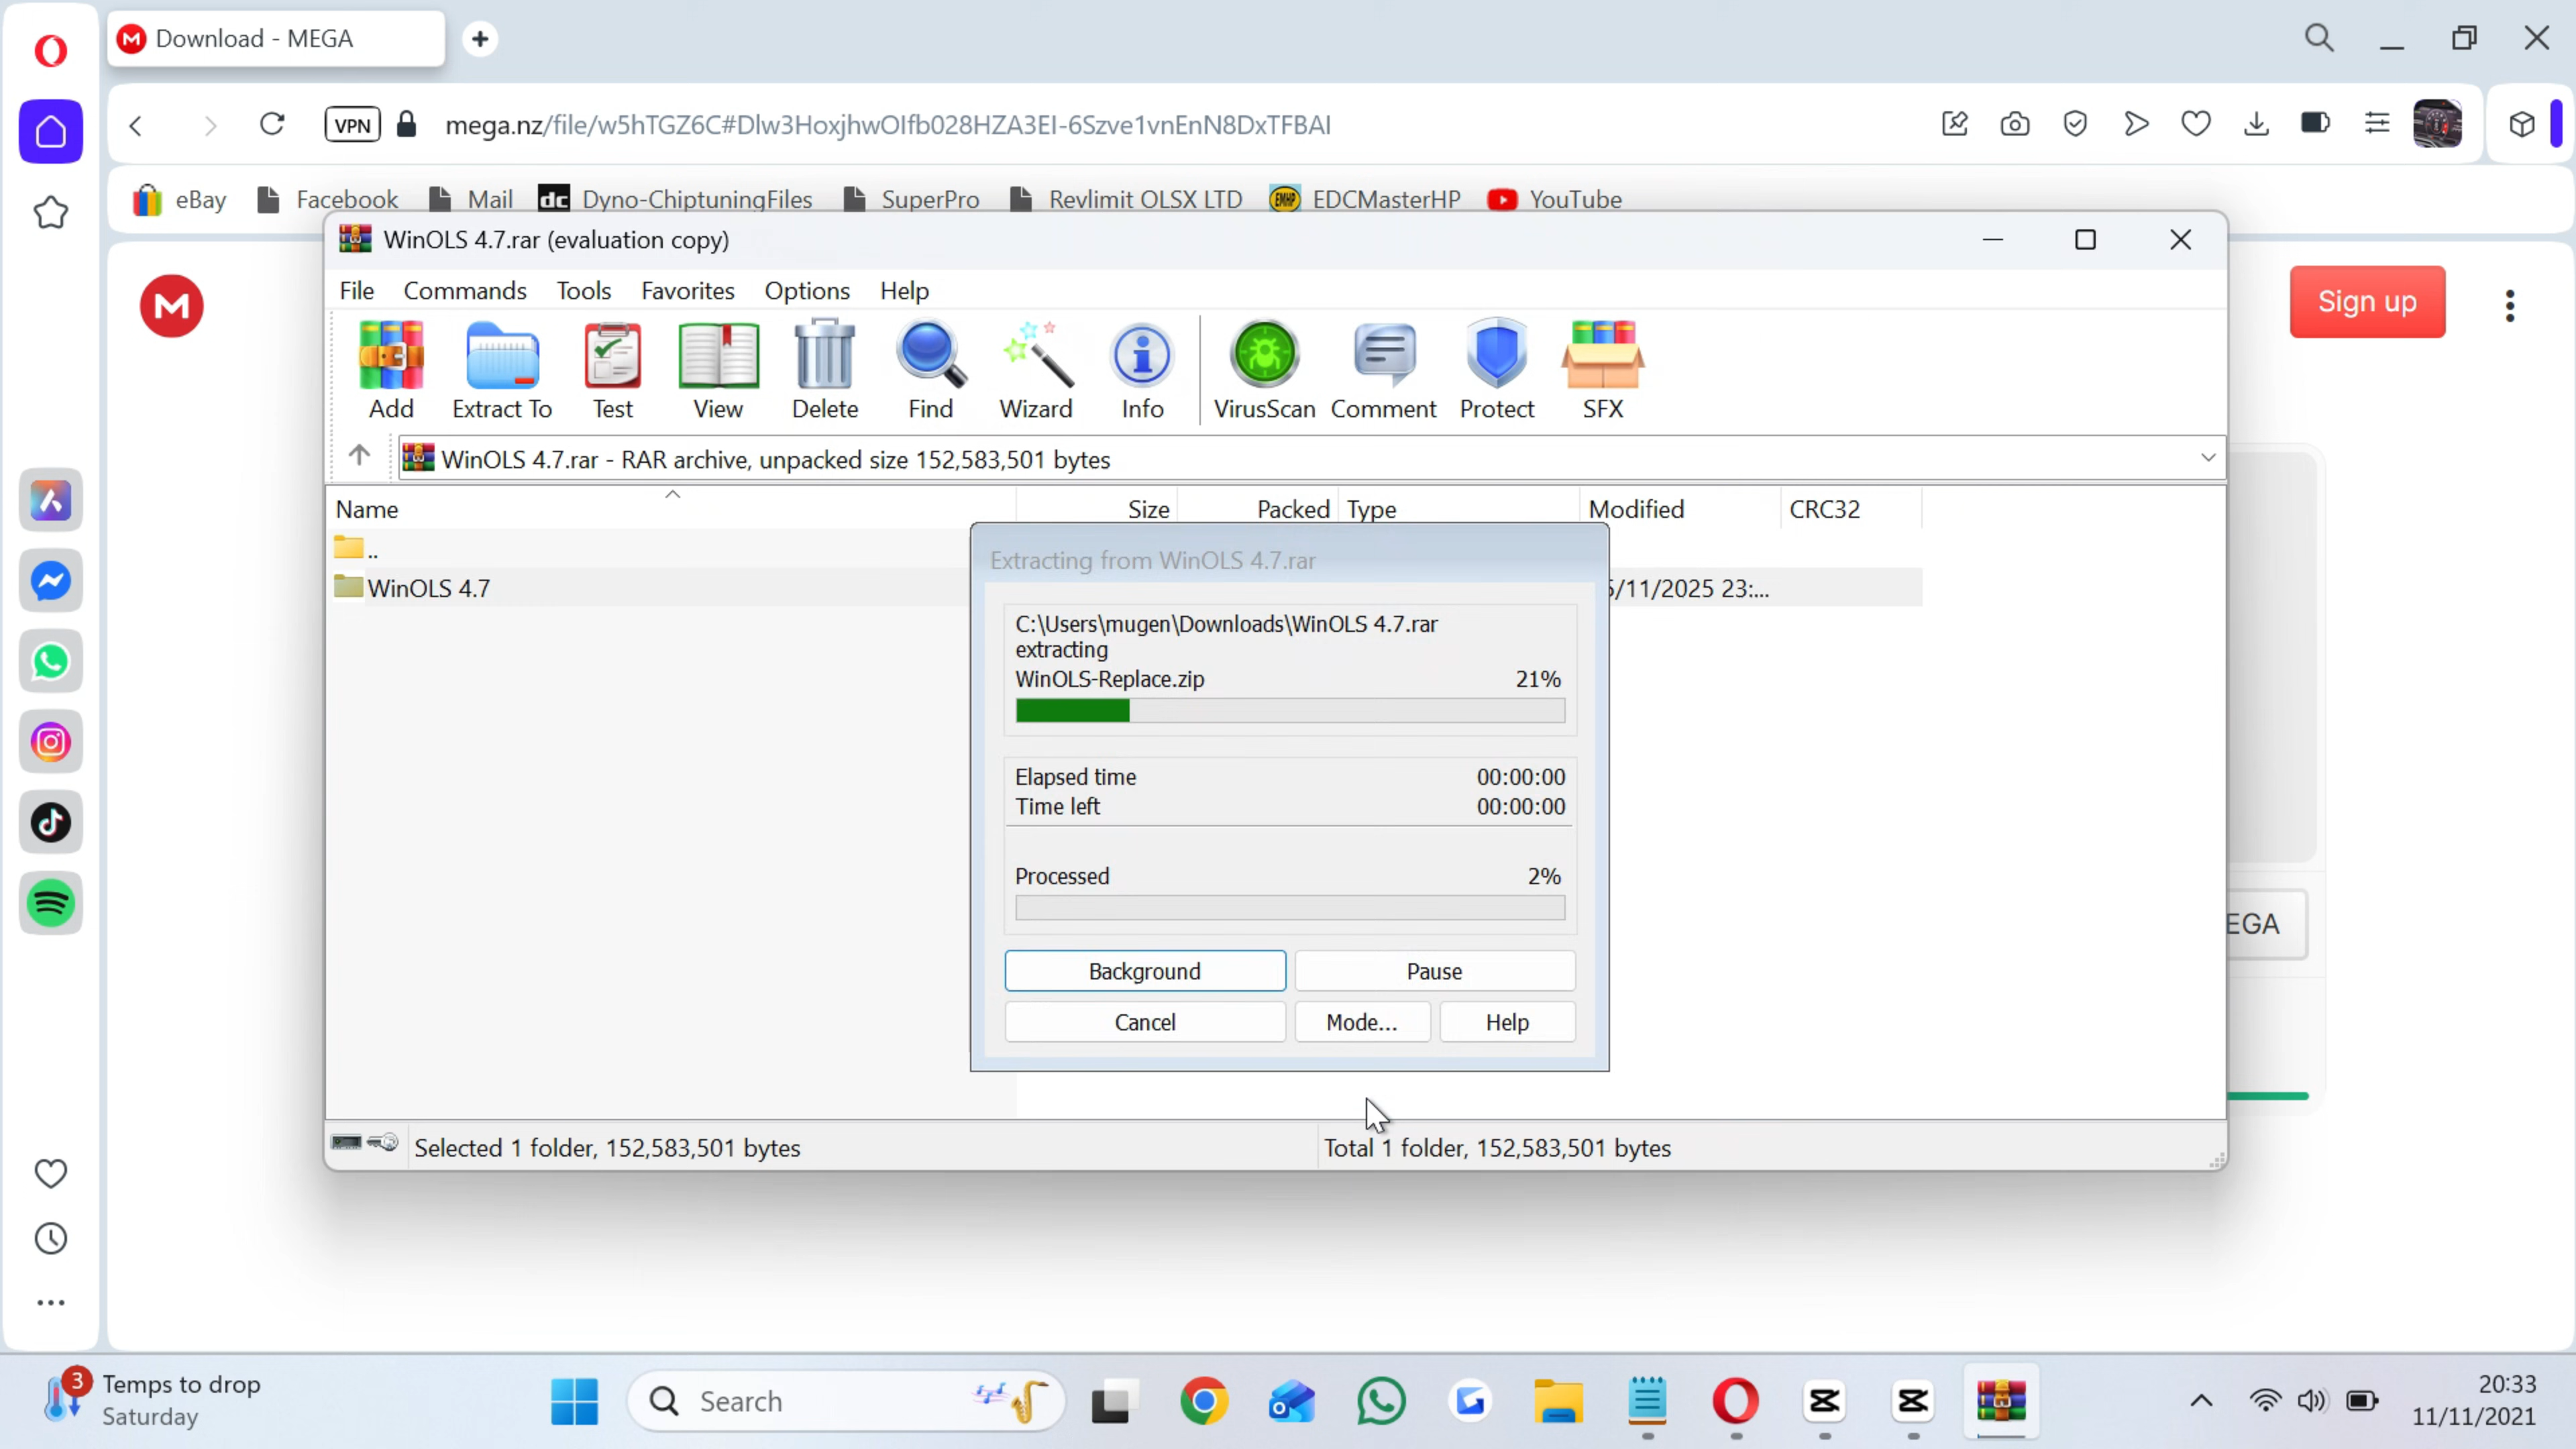 Download - MEGA
VPN
mega.nz/file/w5hTGZ6C#Dlw3HoxjhwOIfb028HZA3EI-6Szve1vnEnN8DxTFBAI
eBay
Facebook
Mail
dc
Dyno-ChiptuningFiles
SuperPro
Revlimit OLSX LTD
EMHP
EDCMasterHP
YouTube
WinOLS 4.7.rar (evaluation copy)
File Commands Tools Favorites Options Help
M
Sign up
Add
Extract To
Test
View
Delete
Find
Wizard
Info
VirusScan
Comment
Protect
SFX
WinOLS 4.7.rar - RAR archive, unpacked size 152,583,501 bytes
Name Size Packed Type Modified CRC32
..
WinOLS 4.7
5/11/2025 23:...
Extracting from WinOLS 4.7.rar
C:\Users\mugen\Downloads\WinOLS 4.7.rar
extracting
WinOLS-Replace.zip 21%
Elapsed time 00:00:00
Time left 00:00:00
Processed 2%
EGA
Background
Pause
Cancel
Mode...
Help
Selected 1 folder, 152,583,501 bytes
Total 1 folder, 152,583,501 bytes
3
Temps to drop
Saturday
Search
20:33
11/11/2021